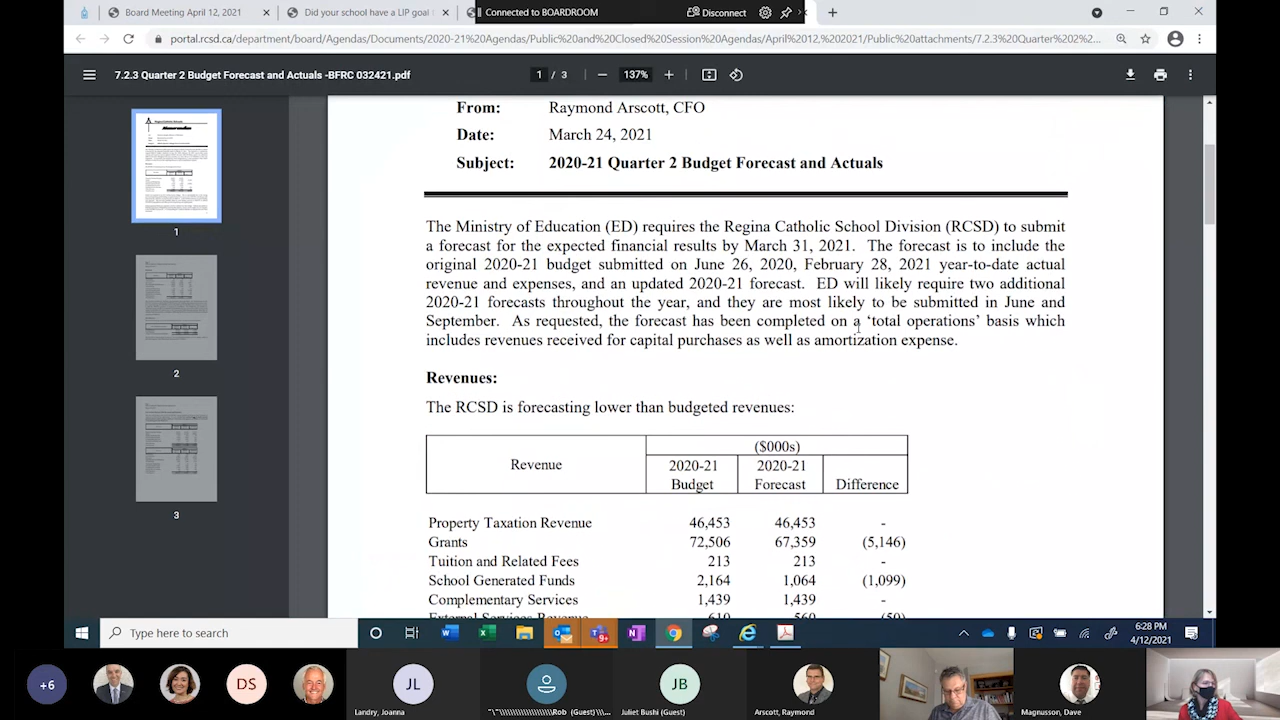 Board Meeting April 12, 2021
Did your school have a LIP goal f
Connected to BOARDROOM
Disconnect
portal.rcsd.ca/department/board/Agendas/Documents/2020-21%20Agendas/Public%20and%20Closed%20Session%20Agendas/April%2012,%202021/Public%20attachments/7.2.3%20Quarter%202%2...
7.2.3 Quarter 2 Budget Forecast and Actuals -BFRC 032421.pdf
1 / 3
137%
From: Raymond Arscott, CFO
Date: March 24, 2021
Subject: 2020-21 Quarter 2 Budget Forecast and Actuals
The Ministry of Education (ED) requires the Regina Catholic School Division (RCSD) to submit
a forecast for the expected financial results by March 31, 2021. The forecast is to include the
original 2020-21 budget submitted on June 26, 2020, February 28, 2021 year-to-date actual
revenue and expenses, and an updated 2020-21 forecast. ED will likely require two additional
2020-21 forecasts throughout the year, and they are most likely to be submitted in June and
September. As requested, the forecast has been completed on a ‘total operations’ basis which
includes revenues received for capital purchases as well as amortization expense.
Revenues:
The RCSD is forecasting lower than budgeted revenues:
($000s)
Revenue
2020-21 2020-21
Budget Forecast Difference
Property Taxation Revenue 46,453 46,453 -
Grants 72,506 67,359 (5,146)
Tuition and Related Fees 213 213 -
School Generated Funds 2,164 1,064 (1,099)
Complementary Services 1,439 1,439 -
External Services Revenue 610 560 (50)
1
2
3
Type here to search
6:28 PM
4/12/2021
+6
DS
JL
JB
Landry, Joanna
"\"\\\\\\\\\\\\\\\\\Rob (Guest)\\\...
Juliet Bushi (Guest)
Arscott, Raymond
Magnusson, Dave